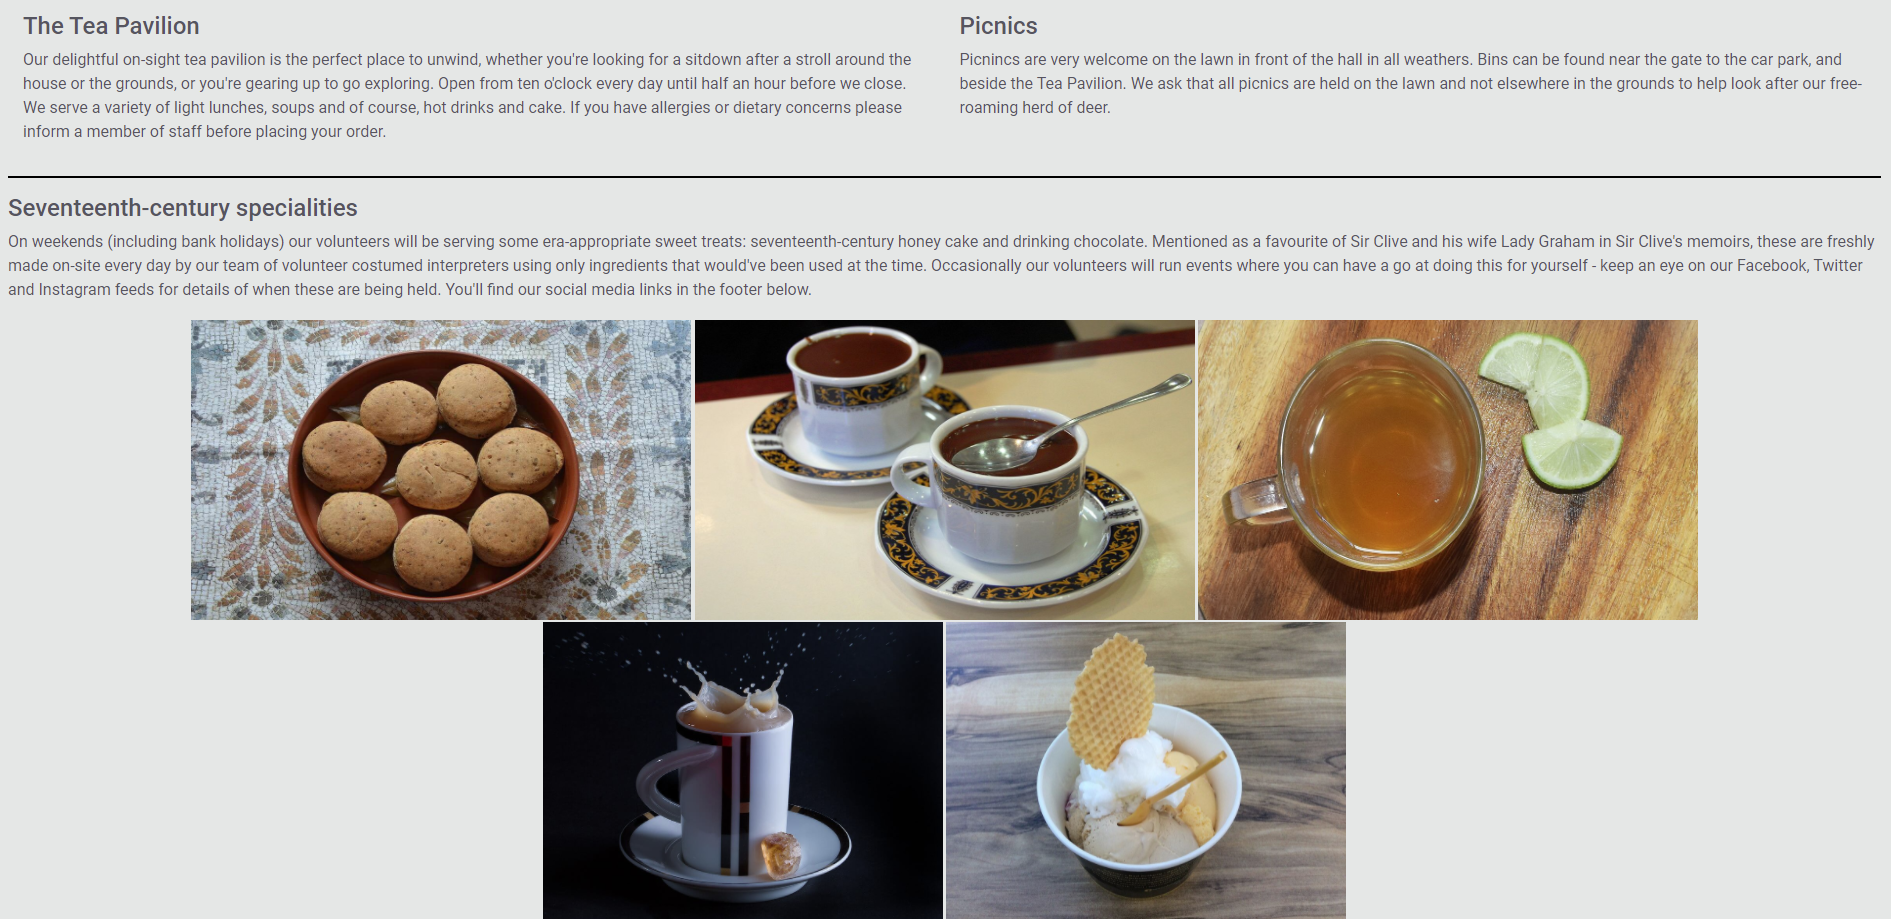 The Tea Pavilion
Our delightful on-sight tea pavilion is the perfect place to unwind, whether you're looking for a sitdown after a stroll around the
house or the grounds, or you're gearing up to go exploring. Open from ten o'clock every day until half an hour before we close.
We serve a variety of light lunches, soups and of course, hot drinks and cake. If you have allergies or dietary concerns please
inform a member of staff before placing your order.
Picnics
Picnincs are very welcome on the lawn in front of the hall in all weathers. Bins can be found near the gate to the car park, and
beside the Tea Pavilion. We ask that all picnics are held on the lawn and not elsewhere in the grounds to help look after our free-
roaming herd of deer.
Seventeenth-century specialities
On weekends (including bank holidays) our volunteers will be serving some era-appropriate sweet treats: seventeenth-century honey cake and drinking chocolate. Mentioned as a favourite of Sir Clive and his wife Lady Graham in Sir Clive's memoirs, these are freshly
made on-site every day by our team of volunteer costumed interpreters using only ingredients that would've been used at the time. Occasionally our volunteers will run events where you can have a go at doing this for yourself - keep an eye on our Facebook, Twitter
and Instagram feeds for details of when these are being held. You'll find our social media links in the footer below.